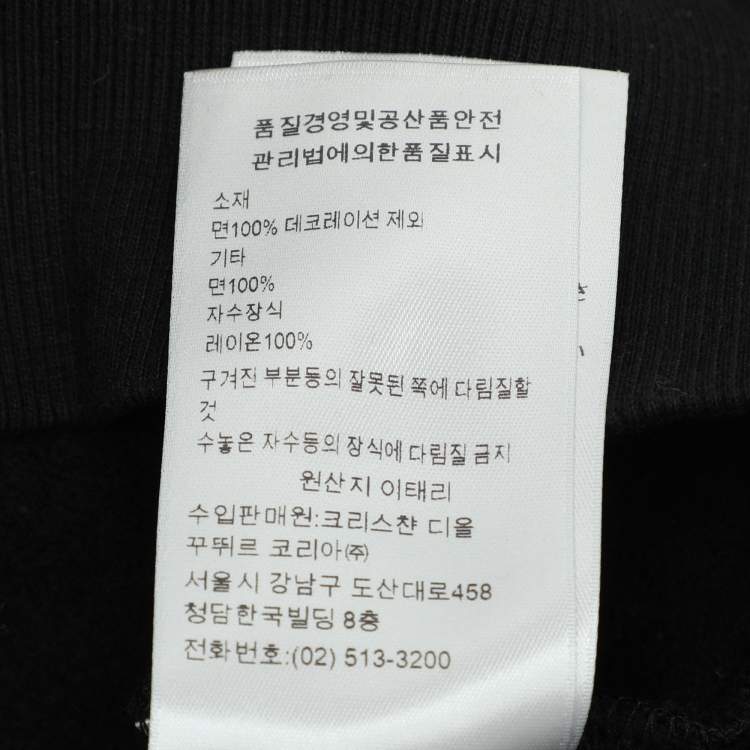 품질경영및공산품안전
관리법에의한품질표시
소재
면100% 데코레이션 제외
기타
면100%
자수장식
레이온100%
구겨진 부분등의 잘못된 쪽에 다림질할
것
수놓은 자수등의 장식에 다림질 금지
원산지 이태리
수입판매원:크리스챤 디올
꾸뛰르 코리아㈜
서울시 강남구 도산대로458
청담한국빌딩 8층
전화번호:(02) 513-3200